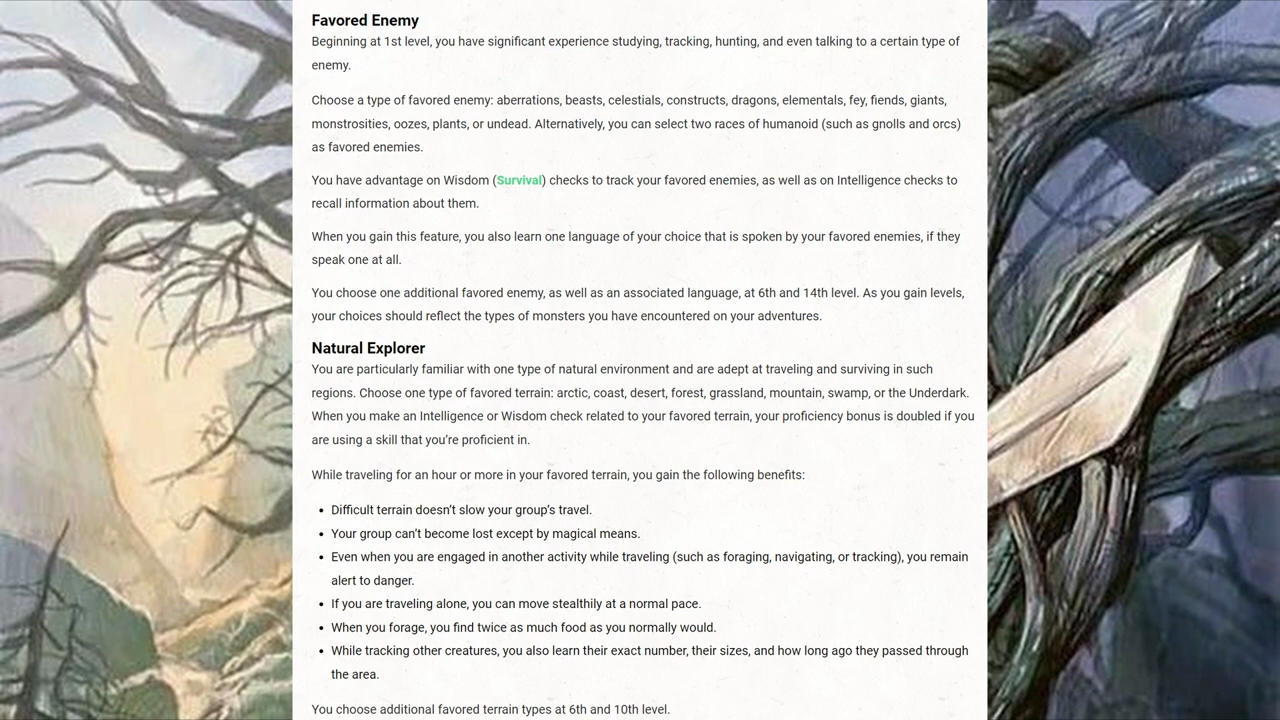 Favored Enemy
Beginning at 1st level, you have significant experience studying, tracking, hunting, and even talking to a certain type of
enemy.
Choose a type of favored enemy: aberrations, beasts, celestials, constructs, dragons, elementals, fey, fiends, giants,
monstrosities, oozes, plants, or undead. Alternatively, you can select two races of humanoid (such as gnolls and orcs)
as favored enemies.
You have advantage on Wisdom (Survival) checks to track your favored enemies, as well as on Intelligence checks to
recall information about them.
When you gain this feature, you also learn one language of your choice that is spoken by your favored enemies, if they
speak one at all.
You choose one additional favored enemy, as well as an associated language, at 6th and 14th level. As you gain levels,
your choices should reflect the types of monsters you have encountered on your adventures.
Natural Explorer
You are particularly familiar with one type of natural environment and are adept at traveling and surviving in such
regions. Choose one type of favored terrain: arctic, coast, desert, forest, grassland, mountain, swamp, or the Underdark.
When you make an Intelligence or Wisdom check related to your favored terrain, your proficiency bonus is doubled if you
are using a skill that you’re proficient in.
While traveling for an hour or more in your favored terrain, you gain the following benefits:
• Difficult terrain doesn’t slow your group’s travel.
• Your group can’t become lost except by magical means.
• Even when you are engaged in another activity while traveling (such as foraging, navigating, or tracking), you remain
alert to danger.
• If you are traveling alone, you can move stealthily at a normal pace.
• When you forage, you find twice as much food as you normally would.
• While tracking other creatures, you also learn their exact number, their sizes, and how long ago they passed through
the area.
You choose additional favored terrain types at 6th and 10th level.